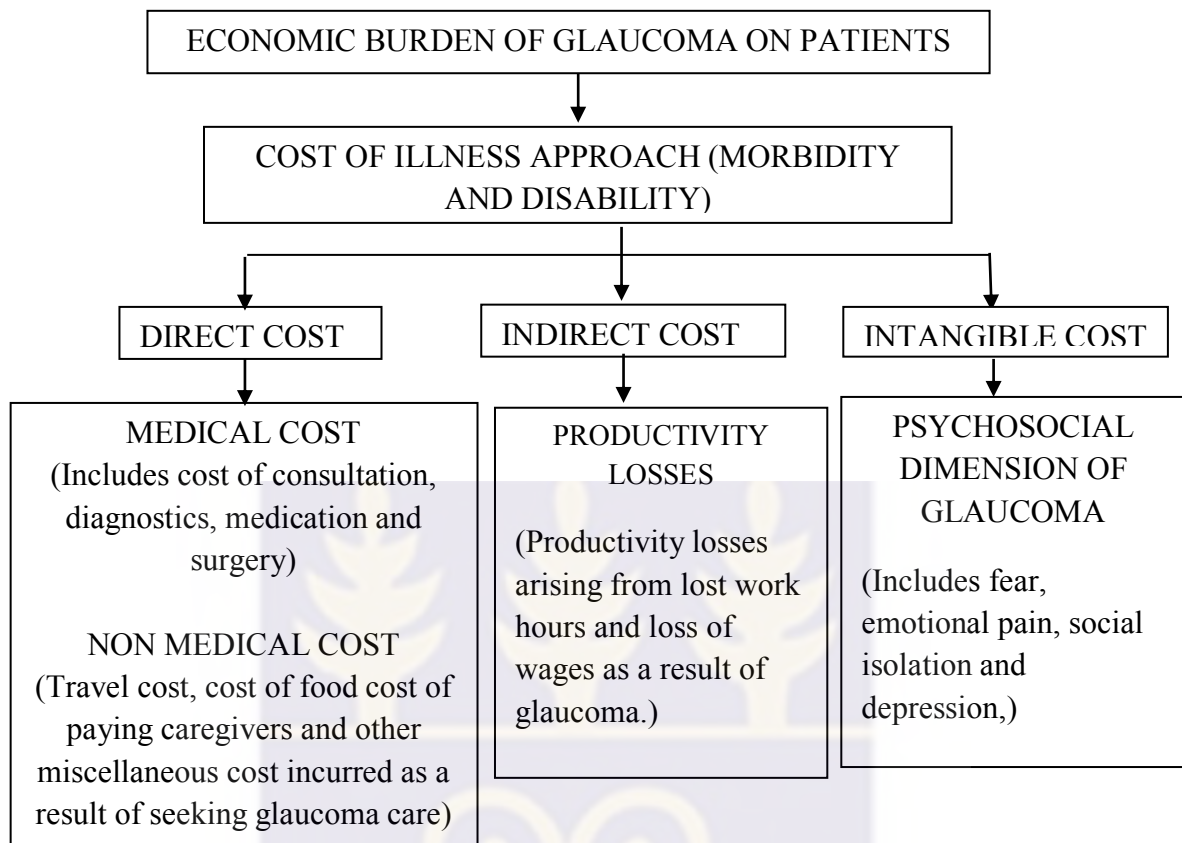 ECONOMIC BURDEN OF GLAUCOMA ON PATIENTS
COST OF ILLNESS APPROACH (MORBIDITY
AND DISABILITY)
DIRECT COST
INDIRECT COST
INTANGIBLE COST
MEDICAL COST
(Includes cost of consultation,
diagnostics, medication and
surgery)
NON MEDICAL COST
(Travel cost, cost of food cost of
paying caregivers and other
miscellaneous cost incurred as a
result of seeking glaucoma care)
PRODUCTIVITY
LOSSES
(Productivity losses
arising from lost work
hours and loss of
wages as a result of
glaucoma.)
PSYCHOSOCIAL
DIMENSION OF
GLAUCOMA
(Includes fear,
emotional pain, social
isolation and
depression,)